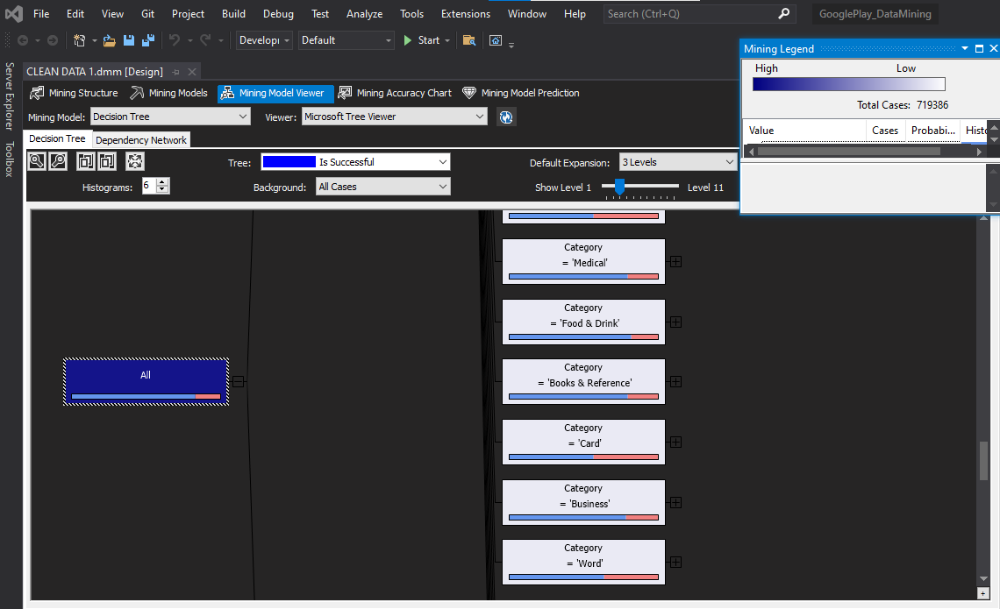 File Edit View Git Project Build Debug Test Analyze Tools Extensions Window Help Search (Ctrl+Q) GooglePlay_DataMining
Develop Default Start
Mining Legend
High Low
Total Cases: 719386
Value Cases Probabi... Histo
Server Explorer
Toolbox
CLEAN DATA 1.dmm [Design]
Mining Structure Mining Models Mining Model Viewer Mining Accuracy Chart Mining Model Prediction
Mining Model: Decision Tree Viewer: Microsoft Tree Viewer
Decision Tree Dependency Network
Tree: Is Successful Default Expansion: 3 Levels
Histograms: 6 Background: All Cases Show Level 1 Level 11
All
Category
= 'Medical'
Category
= 'Food & Drink'
Category
= 'Books & Reference'
Category
= 'Card'
Category
= 'Business'
Category
= 'Word'